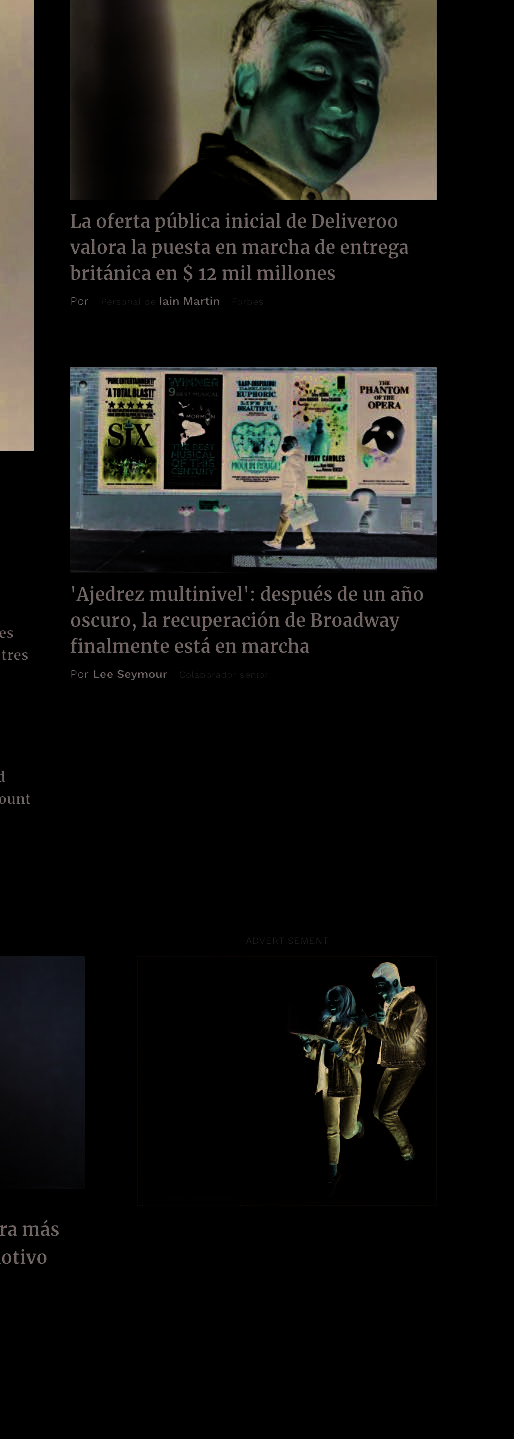 La oferta pública inicial de Deliveroo
valora la puesta en marcha de entrega
británica en $ 12 mil millones
Por Personal de Iain Martin Forbes
"PURE ENTERTAINMENT!"
"A TOTAL BLAST!"
SIX
WINNER
9 BEST MUSICAL
MORMON
THE BEST
MUSICAL
OF THIS
CENTURY
EUPHORIC
LIFE IS
BEAUTIFUL"
MOULIN ROUGE!
THE
PHANTOM
OF THE
OPERA
'Ajedrez multinivel': después de un año
oscuro, la recuperación de Broadway
finalmente está en marcha
Por Lee Seymour Colaborador senior
es
tres
d
ount
ADVERTISEMENT
ra más
otivo